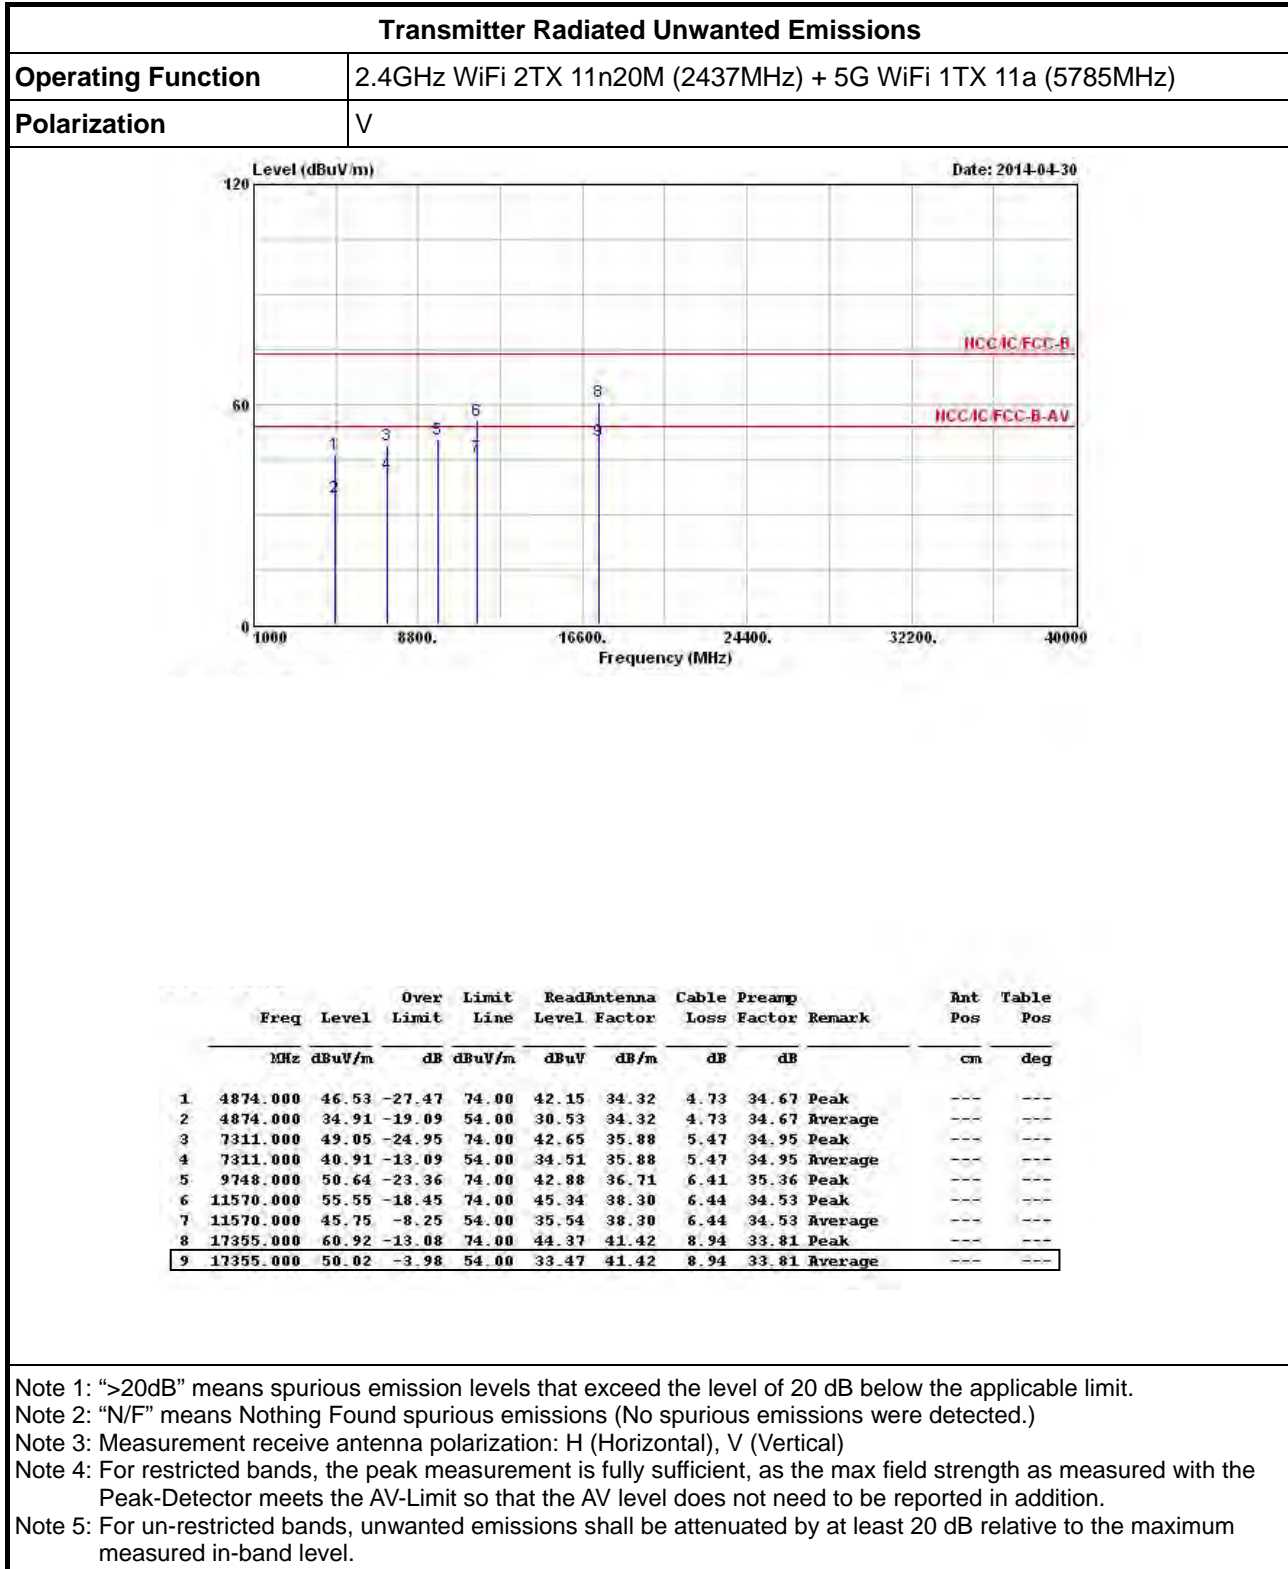 Transmitter Radiated Unwanted Emissions
Operating Function 2.4GHz WiFi 2TX 11n20M (2437MHz) + 5G WiFi 1TX 11a (5785MHz)
Polarization V
Level (dBuV/m) Date: 2014-04-30
120
NCC/IC/FCC-B
8
60 6 NCC/IC/FCC-B-AV
1 3 5 9
4 7
2
0
1000 8800. 16600. 24400. 32200. 40000
Frequency (MHz)
Over Limit ReadAntenna Cable Preamp Ant Table
Freq Level Limit Line Level Factor Loss Factor Remark Pos Pos
MHz dBuV/m dB dBuV/m dBuV dB/m dB dB cm deg
1 4874.000 46.53 -27.47 74.00 42.15 34.32 4.73 34.67 Peak --- ---
2 4874.000 34.91 -19.09 54.00 30.53 34.32 4.73 34.67 Average --- ---
3 7311.000 49.05 -24.95 74.00 42.65 35.88 5.47 34.95 Peak --- ---
4 7311.000 40.91 -13.09 54.00 34.51 35.88 5.47 34.95 Average --- ---
5 9748.000 50.64 -23.36 74.00 42.88 36.71 6.41 35.36 Peak --- ---
6 11570.000 55.55 -18.45 74.00 45.34 38.30 6.44 34.53 Peak --- ---
7 11570.000 45.75 -8.25 54.00 35.54 38.30 6.44 34.53 Average --- ---
8 17355.000 60.92 -13.08 74.00 44.37 41.42 8.94 33.81 Peak --- ---
9 17355.000 50.02 -3.98 54.00 33.47 41.42 8.94 33.81 Average --- ---
Note 1: “>20dB” means spurious emission levels that exceed the level of 20 dB below the applicable limit.
Note 2: “N/F” means Nothing Found spurious emissions (No spurious emissions were detected.)
Note 3: Measurement receive antenna polarization: H (Horizontal), V (Vertical)
Note 4: For restricted bands, the peak measurement is fully sufficient, as the max field strength as measured with the
Peak-Detector meets the AV-Limit so that the AV level does not need to be reported in addition.
Note 5: For un-restricted bands, unwanted emissions shall be attenuated by at least 20 dB relative to the maximum
measured in-band level.